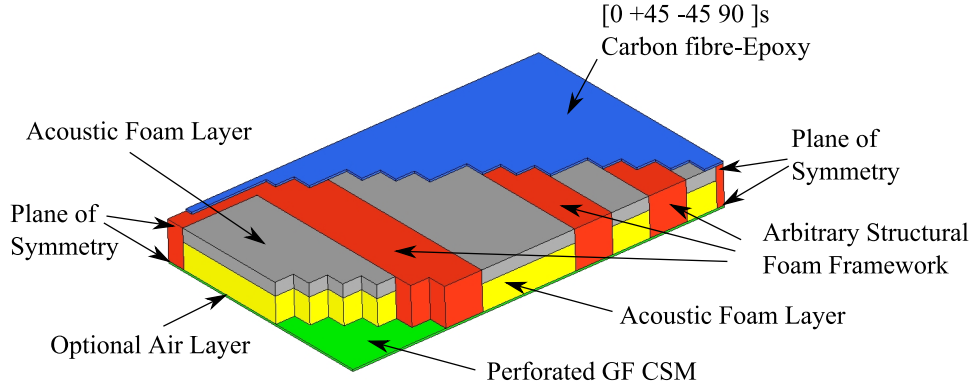 [0 +45 -45 90 ]s
Carbon fibre-Epoxy
Acoustic Foam Layer
Plane of
Symmetry
Plane of
Symmetry
Arbitrary Structural
Foam Framework
Acoustic Foam Layer
Optional Air Layer
Perforated GF CSM